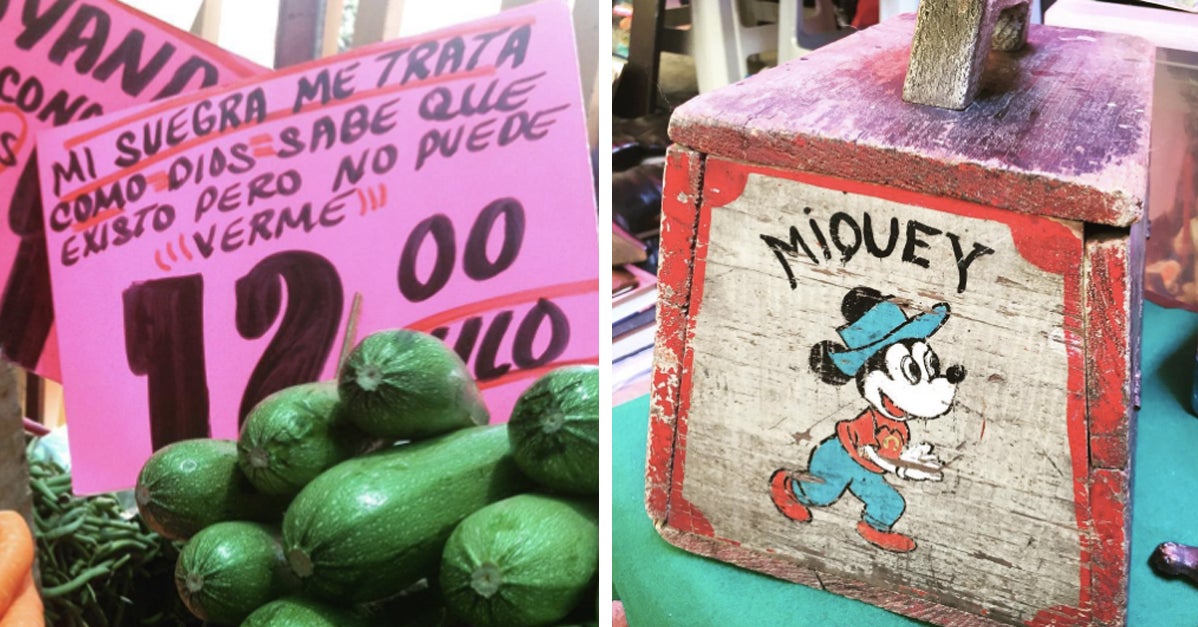 MI SUEGRA ME TRATA
COMO DIOS SABE QUE
EXISTO PERO NO PUEDE
VERME
12 00
MIQUEY